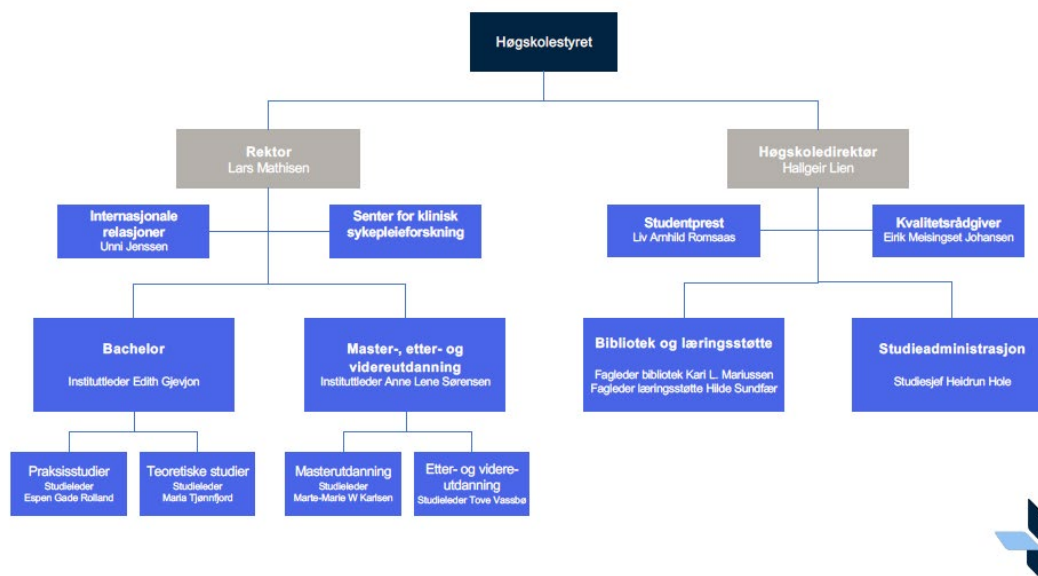 Høgskolestyret
Rektor
Lars Mathisen
Høgskoledirektør
Hallgeir Lien
Internasjonale
relasjoner
Unni Jenssen
Senter for klinisk
sykepleieforskning
Studentprest
Liv Arnhild Romsaas
Kvalitetsrådgiver
Eirik Meisingset Johansen
Bachelor
Instituttleder Edith Gjevjon
Master-, etter- og
videreutdanning
Instituttleder Anne Lene Sørensen
Bibliotek og læringsstøtte
Fagleder bibliotek Kari L. Mariussen
Fagleder læringsstøtte Hilde Sundfær
Studieadministrasjon
Studiesjef Heidrun Hole
Praksisstudier
Studieleder
Espen Gade Rolland
Teoretiske studier
Studieleder
Maria Tjønnfjord
Masterutdanning
Studieleder
Marte-Marie W Karlsen
Etter- og videre-
utdanning
Studieleder Tove Vassbø